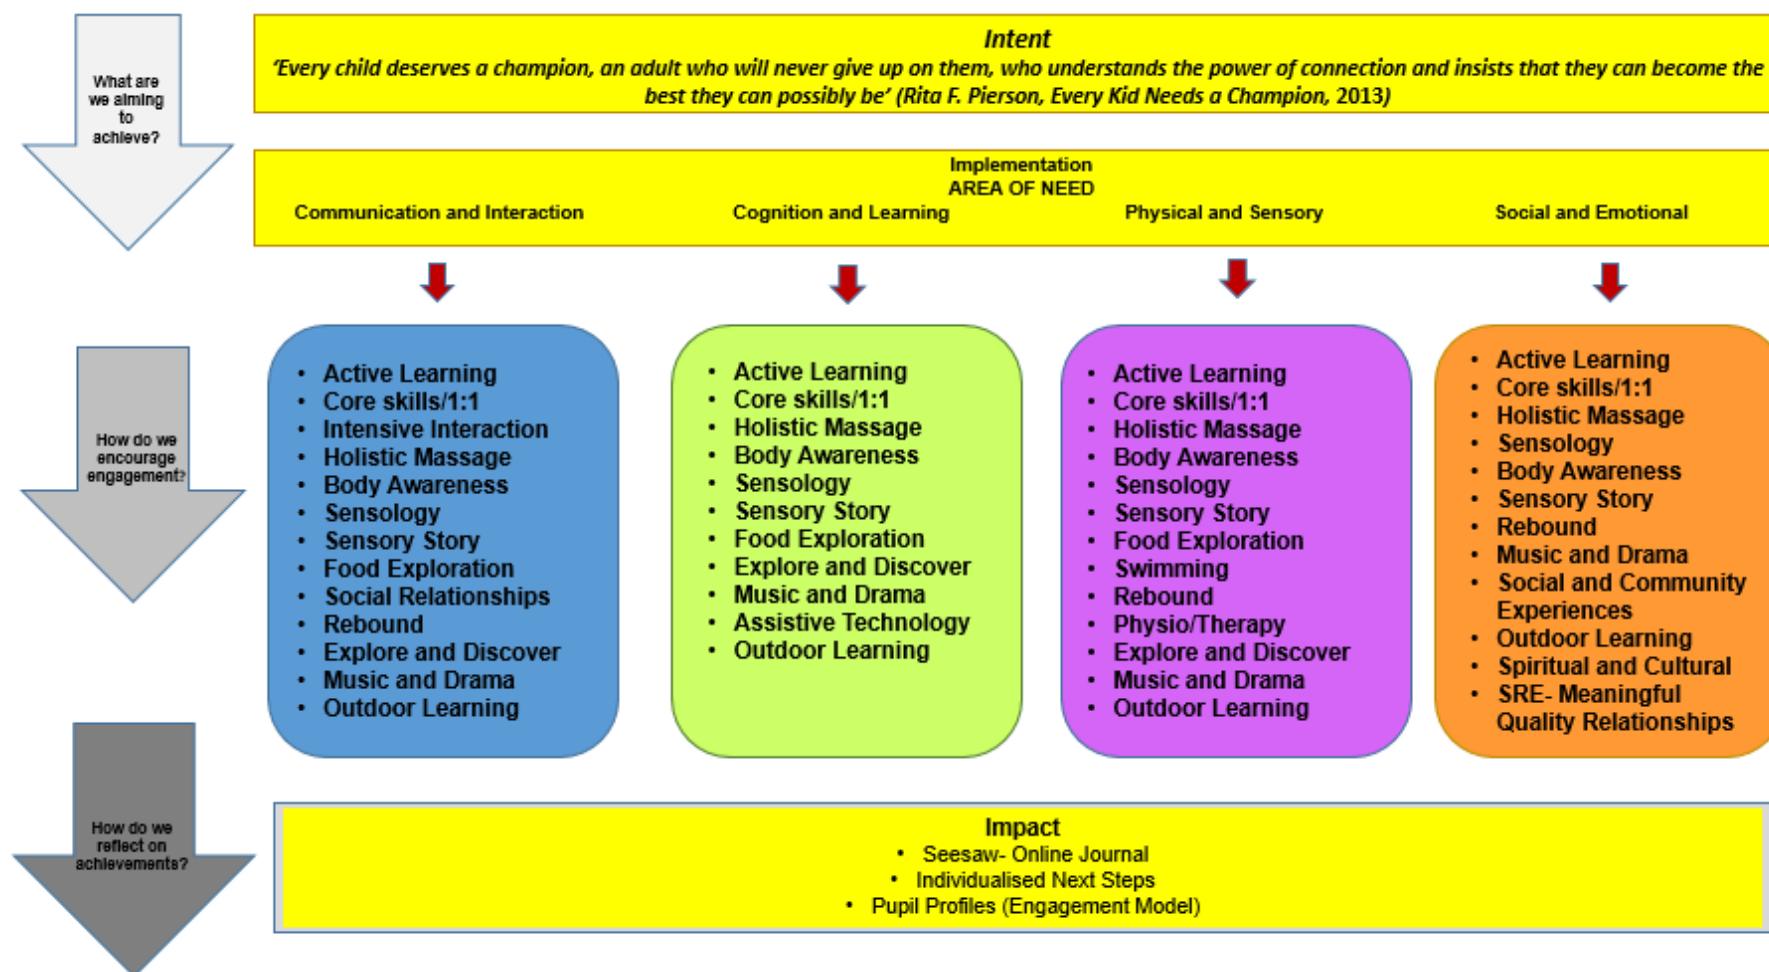 What are
we aiming
to
achieve?
Intent
‘Every child deserves a champion, an adult who will never give up on them, who understands the power of connection and insists that they can become the
best they can possibly be’ (Rita F. Pierson, Every Kid Needs a Champion, 2013)
Implementation
AREA OF NEED
Communication and Interaction
Cognition and Learning
Physical and Sensory
Social and Emotional
How do we
encourage
engagement?
• Active Learning
• Core skills/1:1
• Intensive Interaction
• Holistic Massage
• Body Awareness
• Sensology
• Sensory Story
• Food Exploration
• Social Relationships
• Rebound
• Explore and Discover
• Music and Drama
• Outdoor Learning
• Active Learning
• Core skills/1:1
• Holistic Massage
• Body Awareness
• Sensology
• Sensory Story
• Food Exploration
• Explore and Discover
• Music and Drama
• Assistive Technology
• Outdoor Learning
• Active Learning
• Core skills/1:1
• Holistic Massage
• Body Awareness
• Sensology
• Sensory Story
• Food Exploration
• Swimming
• Rebound
• Physio/Therapy
• Explore and Discover
• Music and Drama
• Outdoor Learning
• Active Learning
• Core skills/1:1
• Holistic Massage
• Sensology
• Body Awareness
• Sensory Story
• Rebound
• Music and Drama
• Social and Community
Experiences
• Outdoor Learning
• Spiritual and Cultural
• SRE- Meaningful
Quality Relationships
How do we
reflect on
achievements?
Impact
• Seesaw- Online Journal
• Individualised Next Steps
• Pupil Profiles (Engagement Model)